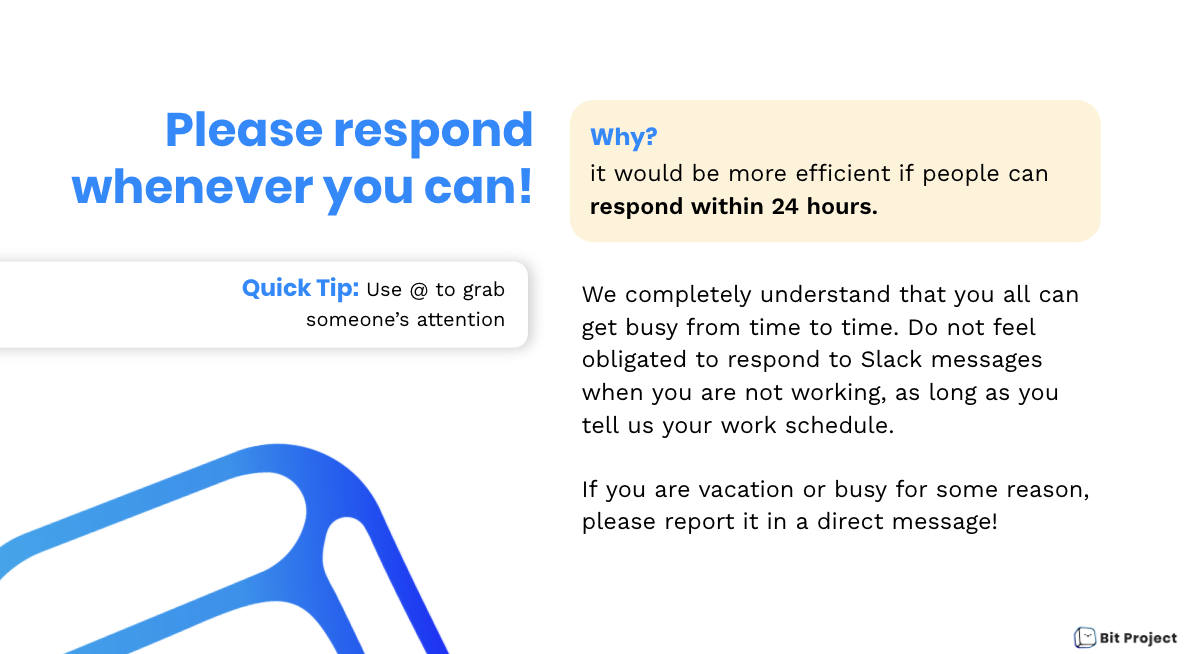 Please respond
whenever you can!
Quick Tip: Use @ to grab
someone’s attention
Why?
it would be more efficient if people can
respond within 24 hours.
We completely understand that you all can
get busy from time to time. Do not feel
obligated to respond to Slack messages
when you are not working, as long as you
tell us your work schedule.
If you are vacation or busy for some reason,
please report it in a direct message!
Bit Project